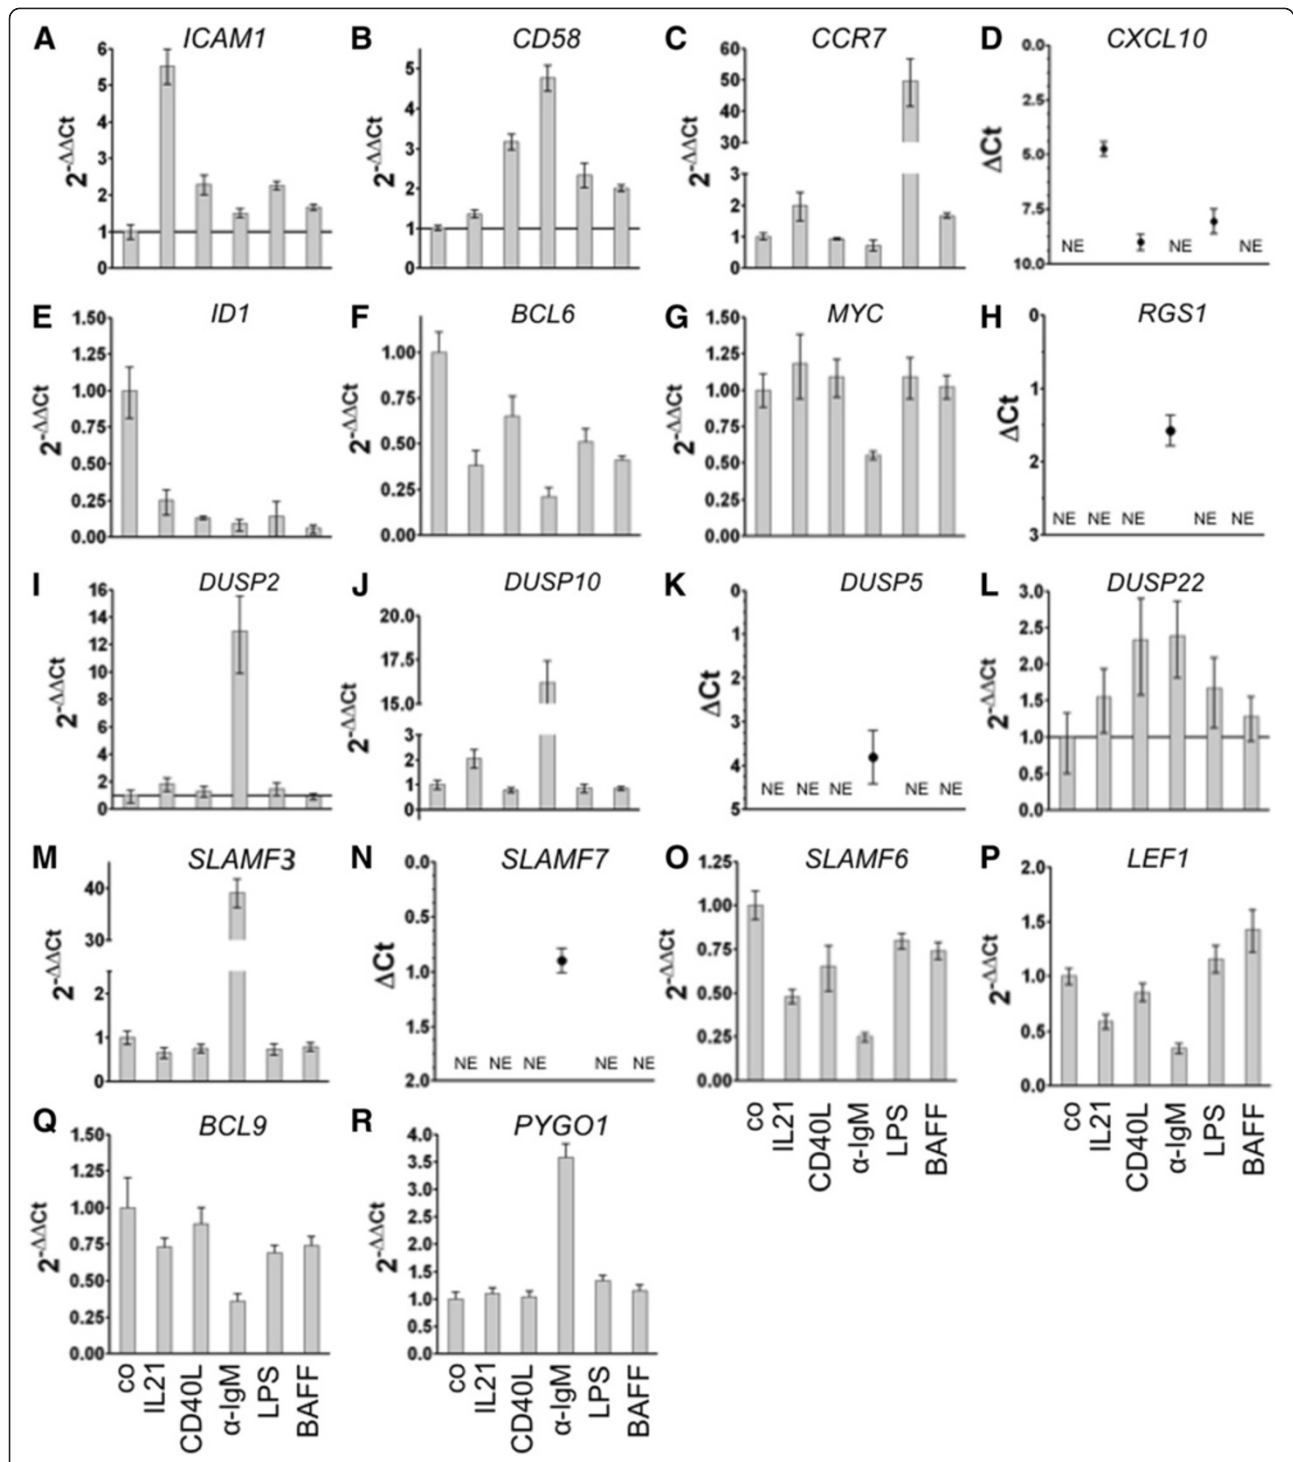 A ICAM1 B CD58 C CCR7 D CXCL10
2-ΔΔCt 6 5 4 3 2 1 0
2-ΔΔCt 5 4 3 2 1 0
2-ΔΔCt 60 50 40 30 3 2 1 0
ΔCt 0.0 2.5 5.0 7.5 10.0
NE NE NE
E ID1 F BCL6 G MYC H RGS1
2-ΔΔCt 1.50 1.25 1.00 0.75 0.50 0.25 0.00
2-ΔΔCt 1.00 0.75 0.50 0.25 0.00
2-ΔΔCt 1.50 1.25 1.00 0.75 0.50 0.25 0.00
ΔCt 0 1 2 3
NE NE NE NE NE
I DUSP2 J DUSP10 K DUSP5 L DUSP22
2-ΔΔCt 16 14 12 10 8 6 4 2 0
2-ΔΔCt 20.0 17.5 15.0 3 2 1 0
ΔCt 0 1 2 3 4 5
NE NE NE NE NE
2-ΔΔCt 3.0 2.5 2.0 1.5 1.0 0.5 0.0
M SLAMF3 N SLAMF7 O SLAMF6 P LEF1
2-ΔΔCt 40 30 2 1 0
ΔCt 0.0 0.5 1.0 1.5 2.0
NE NE NE NE NE
2-ΔΔCt 1.25 1.00 0.75 0.50 0.25 0.00
2-ΔΔCt 2.0 1.5 1.0 0.5 0.0
co IL21 CD40L α-IgM LPS BAFF
co IL21 CD40L α-IgM LPS BAFF
Q BCL9 R PYGO1
2-ΔΔCt 1.50 1.25 1.00 0.75 0.50 0.25 0.00
2-ΔΔCt 4.0 3.5 3.0 2.5 2.0 1.5 1.0 0.5 0.0
co IL21 CD40L α-IgM LPS BAFF
co IL21 CD40L α-IgM LPS BAFF